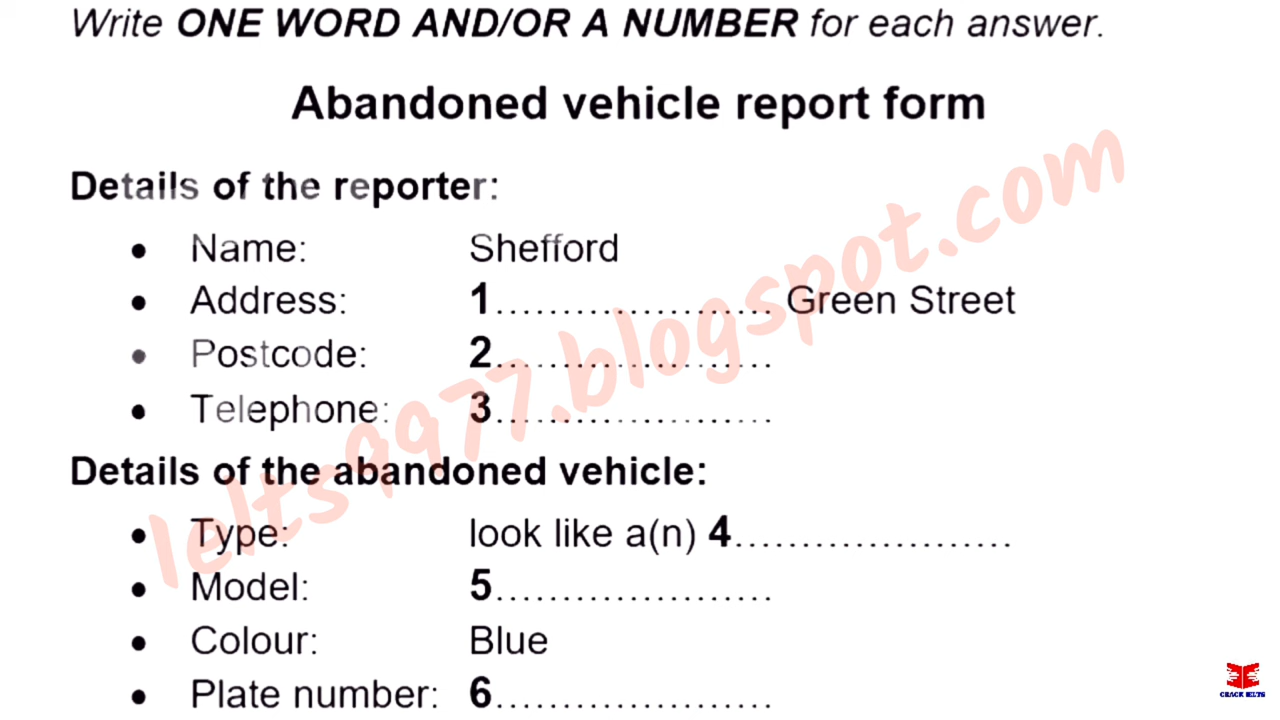 Write ONE WORD AND/OR A NUMBER for each answer.
Abandoned vehicle report form
Details of the reporter:
• Name: Shefford
• Address: 1..................... Green Street
• Postcode: 2.....................
• Telephone: 3.....................
Details of the abandoned vehicle:
• Type: look like a(n) 4.....................
• Model: 5.....................
• Colour: Blue
• Plate number: 6.....................
Ielts9977.blogspot.com
CRACK IELTS